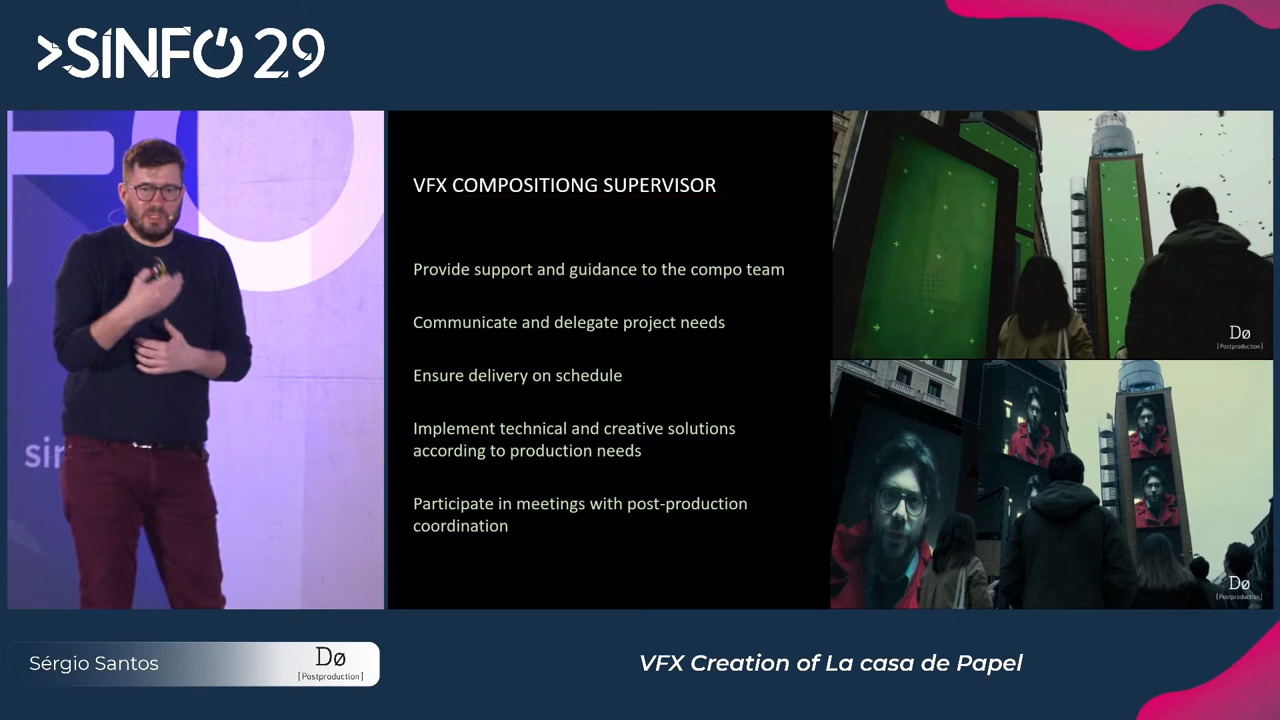 >SINFO 29
VFX COMPOSITIONG SUPERVISOR
Provide support and guidance to the compo team
Communicate and delegate project needs
Ensure delivery on schedule
Implement technical and creative solutions
according to production needs
Participate in meetings with post-production
coordination
Dø
[Postproduction]
Dø
[Postproduction]
sin
Sérgio Santos
Dø
[Postproduction]
VFX Creation of La casa de Papel